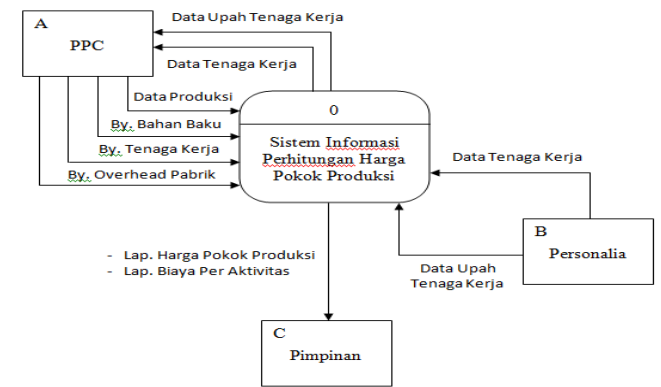 A
PPC
Data Upah Tenaga Kerja
Data Tenaga Kerja
Data Produksi
By. Bahan Baku
By. Tenaga Kerja
By. Overhead Pabrik
0
Sistem Informasi
Perhitungan Harga
Pokok Produksi
Data Tenaga Kerja
B
Personalia
Data Upah
Tenaga Kerja
- Lap. Harga Pokok Produksi
- Lap. Biaya Per Aktivitas
C
Pimpinan